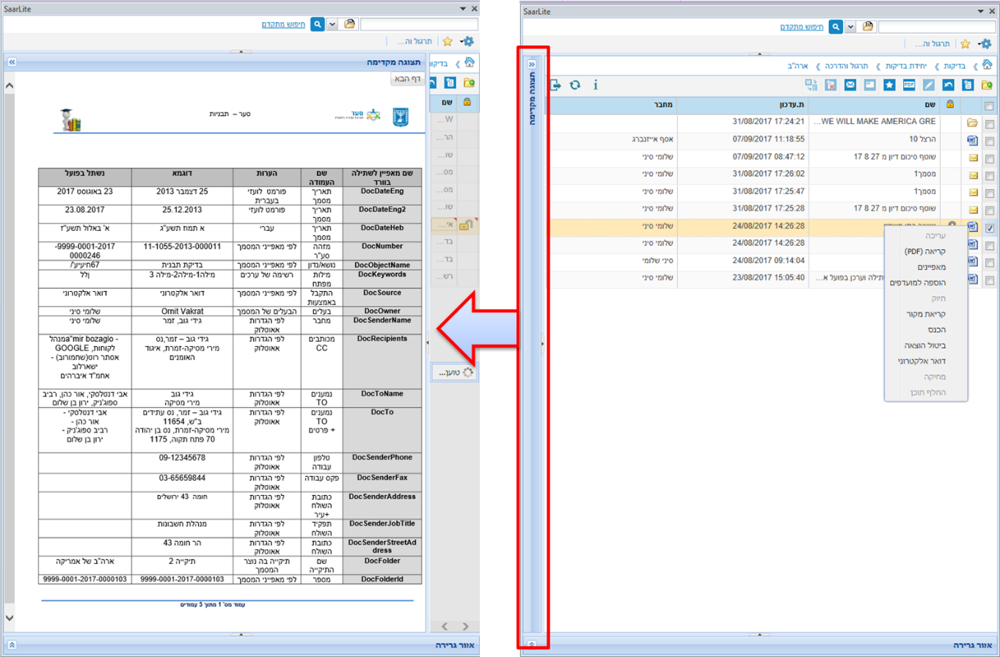 SaarLite
חיפוש מתקדם
תרגול וה...
בדיקות ❯ יחידת בדיקות ❯ תרגול והדרכה ❯ ארה"ב
תצוגה מקדימה
PDF
שם ת.עדכון מחבר
WE WILL MAKE AMERICA GRE... 31/08/2017 17:24:21
הרצל 10 07/09/2017 11:18:55 אסף אייזנברג
שוטף סיכום דיון מ 27 8 17 07/09/2017 08:47:12 שלומי סיני
מסמך1 31/08/2017 17:26:02 שלומי סיני
מסמך1 31/08/2017 17:25:47 שלומי סיני
שוטף סיכום דיון מ 27 8 17 31/08/2017 17:25:28 שלומי סיני
24/08/2017 14:26:28 שלומי סיני
24/08/2017 14:26:28 שלומי סיני
24/08/2017 09:14:04 סיני שלומי
תילה וערכן בפועל א... 23/08/2017 15:05:40 שלומי סיני
עריכה
קריאה (PDF)
מאפיינים
הוספה למועדפים
תיוק
קריאת מקור
הכנס
ביטול הוצאה
דואר אלקטרוני
מחיקה
החלף תוכן
אזור גרירה
SaarLite
חיפוש מתקדם
תרגול וה...
בדיקו
תצוגה מקדימה
דף הבא
שם
W...
הר...
שו...
מס...
מס...
שו...
אי...
בד...
בד...
רש...
טוען...
סער
סער – תבניות
שם מאפיין לשתילה בוורד שם העמודה הערות דוגמא נשתל בפועל
DocDateEng תאריך מסמך פורמט לועזי בעברית 25 דצמבר 2013 23 באוגוסט 2017
DocDateEng2 תאריך מסמך פורמט לועזי 25.12.2013 23.08.2017
DocDateHeb תאריך מסמך עברי א תמוז תשע"ג א' באלול תשע"ז
DocNumber מזהה סע"ר לפי מאפייני המסמך 11-1055-2013-000011 9999-0001-2017-0000246
DocObjectName נושא/נדון לפי מאפייני המסמך בדיקת תבנית 67חיעיע'/
DocKeywords מילות מפתח רשימה של ערכים מילה1-מילה2-מילה 3 ןלל
DocSource התקבל באמצעות לפי מאפייני המסמך דואר אלקטרוני דואר אלקטרוני
DocOwner בעלים הבעלים של המסמך Ornit Vakrat שלומי סיני
DocSenderName מחבר לפי הגדרות אאוטלוק גידי גוב, זמר שלומי סיני
DocRecipients מכותבים CC לפי הגדרות אאוטלוק גידי גוב – זמר,נס מירי מסיקה-זמרת, איגוד האומנים mir bozaglo"אמנהל - לקוחות, GOOGLE אסתר רוט(שחמורוב) - ישארלוב אחמ"ד איברהים
DocToName נמענים TO לפי הגדרות אאוטלוק גידי גוב מירי מסיקה אבי דנטלסקי, אור כהן, רביב ספוג'ניק, ירון בן שלום
DocTo נמענים TO + פרטים לפי הגדרות אאוטלוק גידי גוב – זמר, נס עתידים ב"ש, 11654 מירי מסיקה-זמרת, נס בן יהודה 70 פתח תקוה, 1175 אבי דנטלסקי - אור כהן - רביב ספוג'ניק - ירון בן שלום
DocSenderPhone טלפון עבודה לפי הגדרות אאוטלוק 09-12345678
DocSenderFax פקס עבודה לפי הגדרות אאוטלוק 03-65659844
DocSenderAddress כתובת השולח +עיר לפי הגדרות אאוטלוק חומה 43 ירושלים
DocSenderJobTitle תפקיד השולח לפי הגדרות אאוטלוק מנהלת חשבונות
DocSenderStreetAddress כתובת השולח לפי הגדרות אאוטלוק הר חומה 43
DocFolder שם התיקייה תיקייה בה נוצר המסמך תיקייה 2 ארה"ב של אמריקה
DocFolderId מספר לפי מאפייני המסמך 9999-0001-2017-0000103 9999-0001-2017-0000103
עמוד מס' 1 מתוך 5 עמודים
אזור גרירה